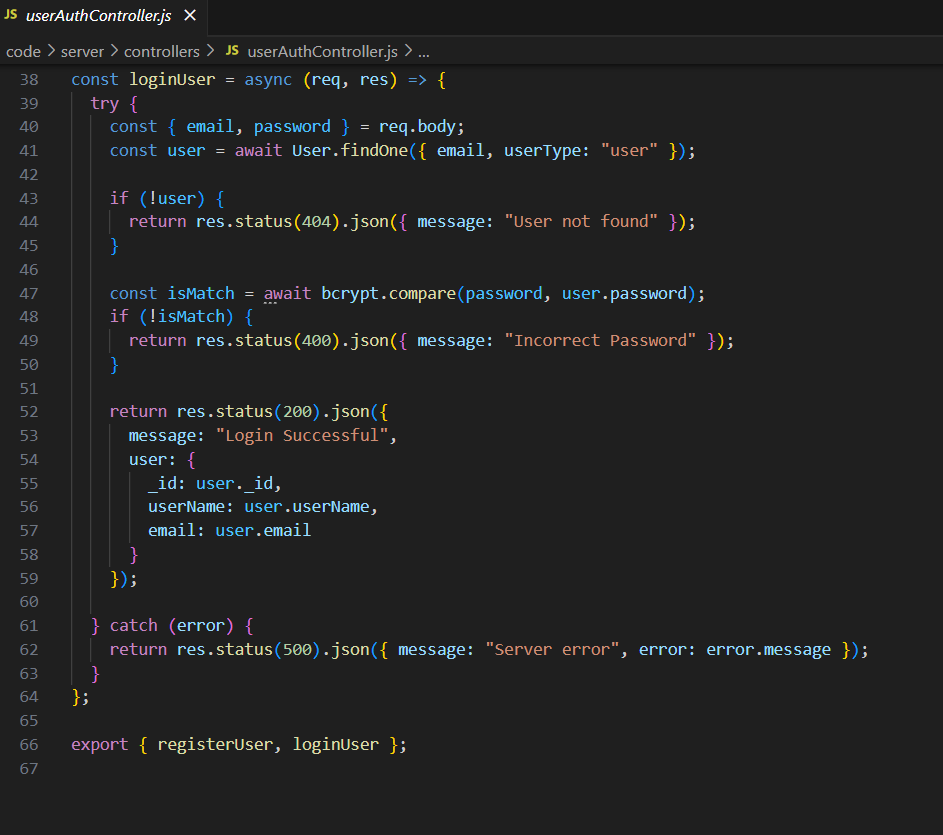 JS userAuthController.js ×
code > server > controllers > JS userAuthController.js > ...
38 const loginUser = async (req, res) => {
39 try {
40 const { email, password } = req.body;
41 const user = await User.findOne({ email, userType: "user" });
42
43 if (!user) {
44 return res.status(404).json({ message: "User not found" });
45 }
46
47 const isMatch = await bcrypt.compare(password, user.password);
48 if (!isMatch) {
49 return res.status(400).json({ message: "Incorrect Password" });
50 }
51
52 return res.status(200).json({
53 message: "Login Successful",
54 user: {
55 _id: user._id,
56 userName: user.userName,
57 email: user.email
58 }
59 });
60
61 } catch (error) {
62 return res.status(500).json({ message: "Server error", error: error.message });
63 }
64 };
65
66 export { registerUser, loginUser };
67